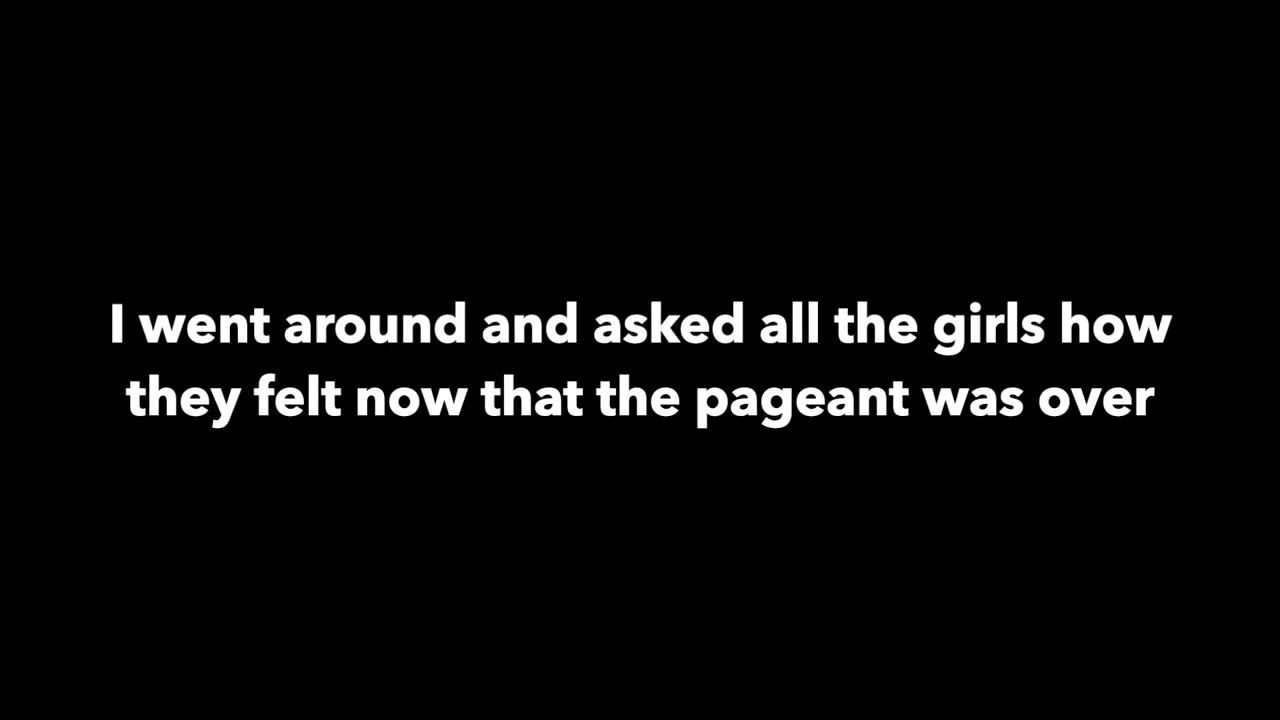 I went around and asked all the girls how
they felt now that the pageant was over